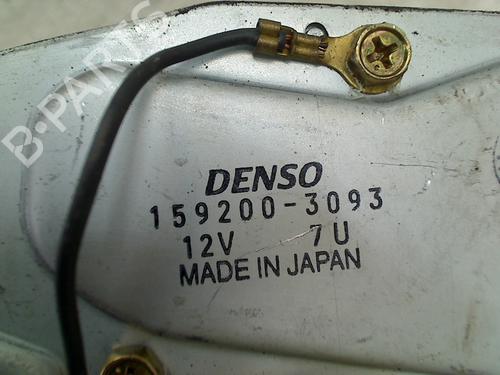 B-PARTS
DENSO
159200-3093
12V 7U
MADE IN JAPAN